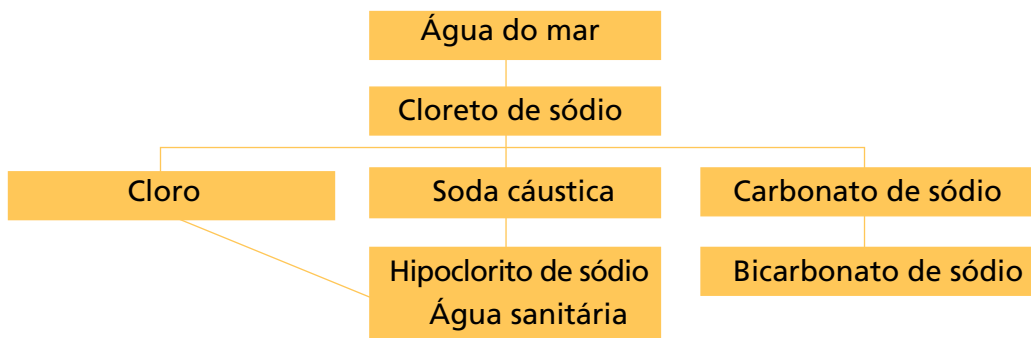 Água do mar
Cloreto de sódio
Cloro
Soda cáustica
Carbonato de sódio
Hipoclorito de sódio
Água sanitária
Bicarbonato de sódio